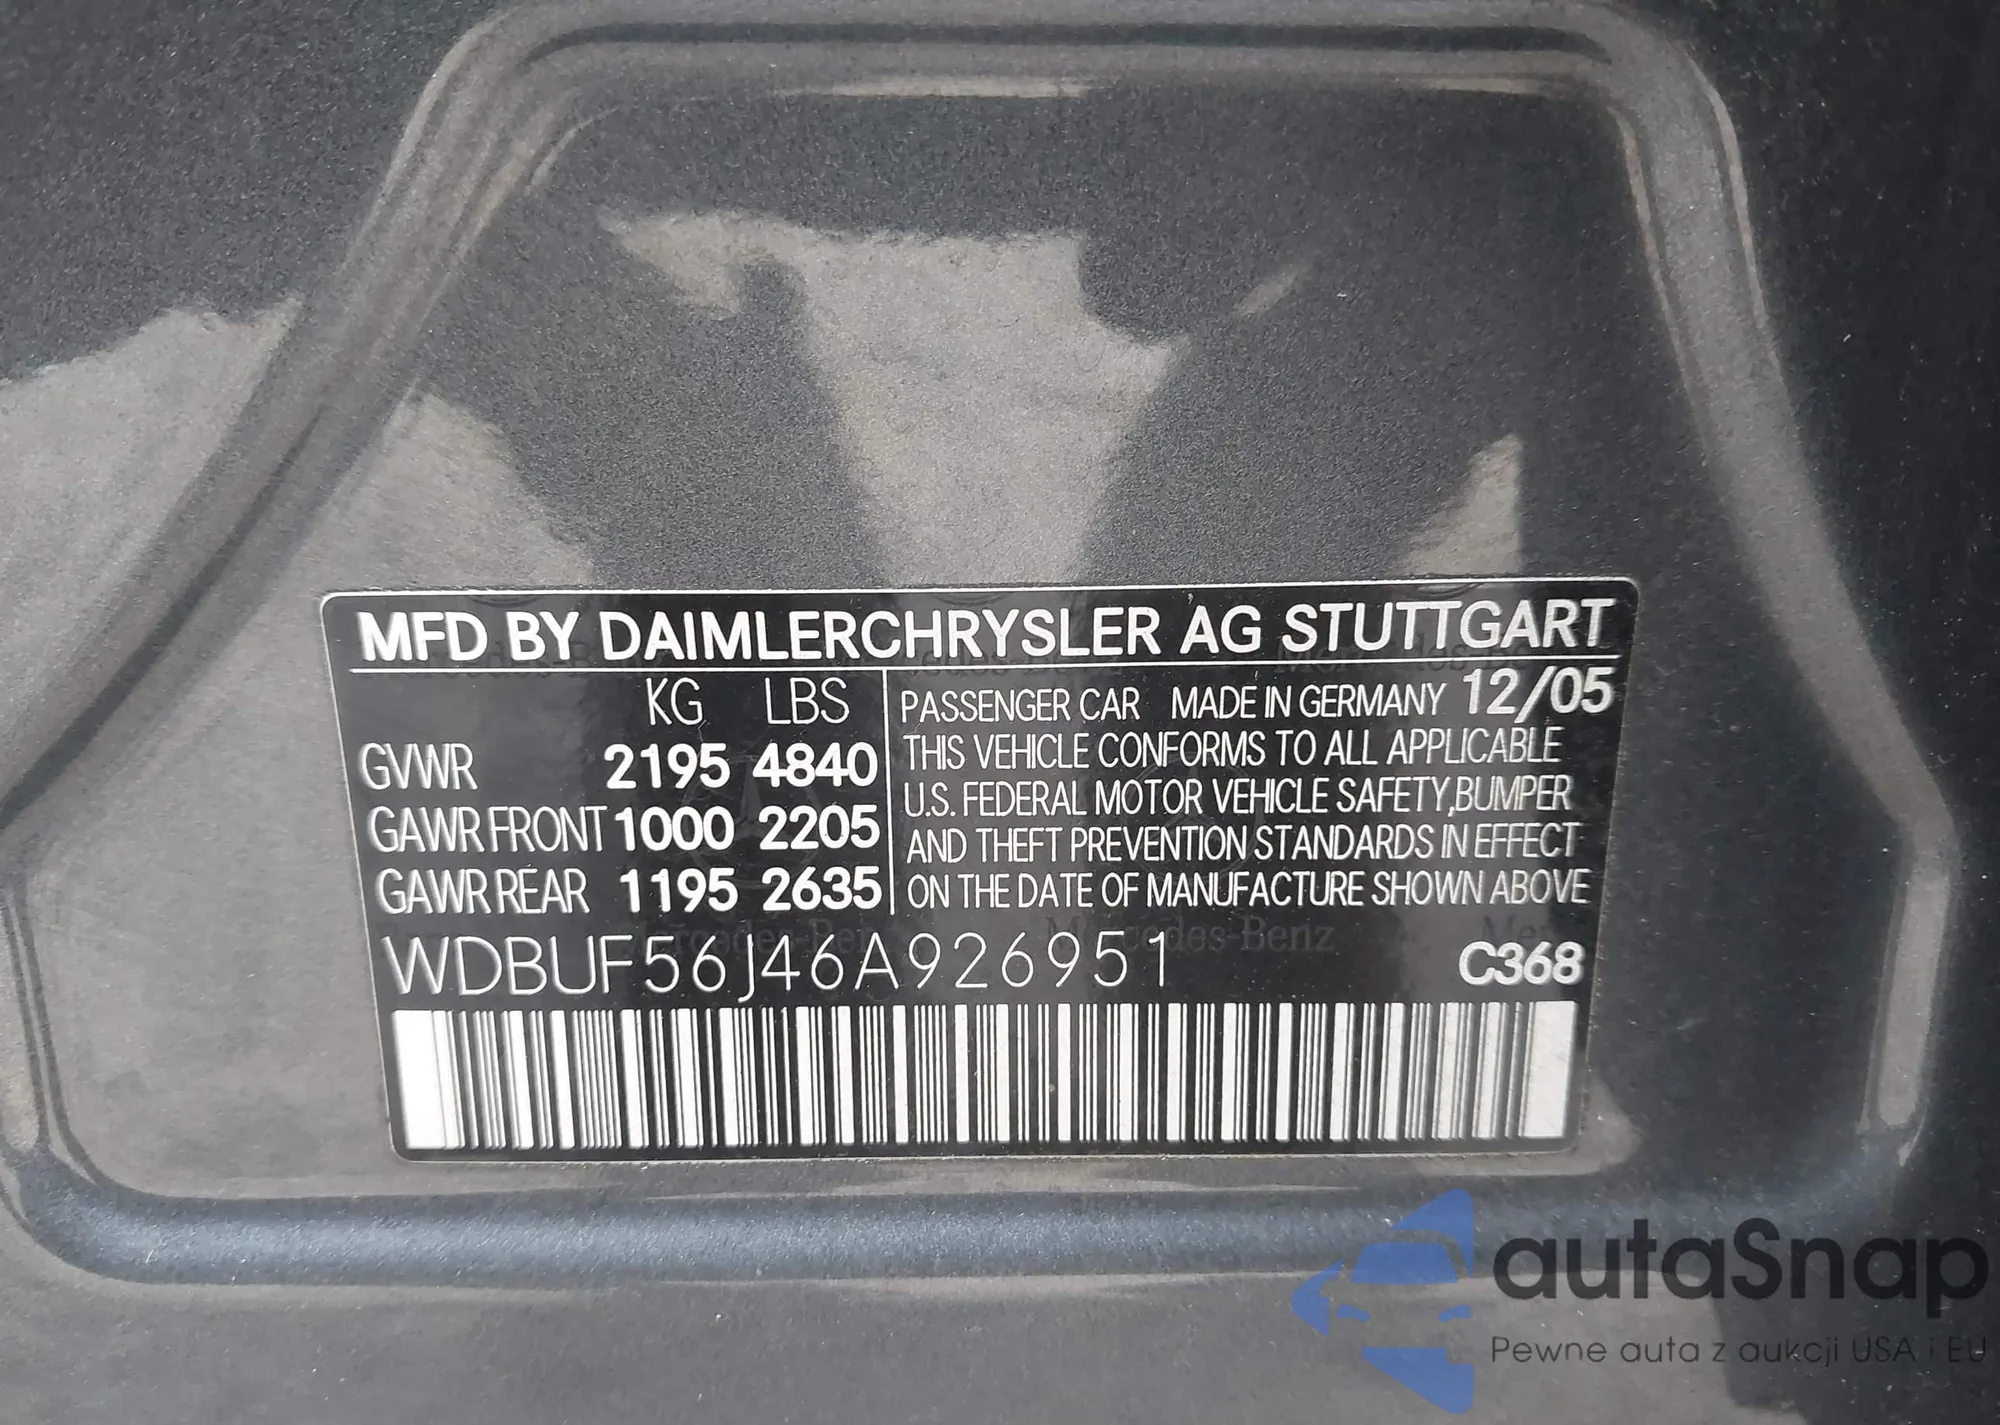 MFD BY DAIMLERCHRYSLER AG STUTTGART
KG LBS
GVWR 2195 4840
GAWR FRONT 1000 2205
GAWR REAR 1195 2635
PASSENGER CAR MADE IN GERMANY 12/05
THIS VEHICLE CONFORMS TO ALL APPLICABLE
U.S. FEDERAL MOTOR VEHICLE SAFETY, BUMPER
AND THEFT PREVENTION STANDARDS IN EFFECT
ON THE DATE OF MANUFACTURE SHOWN ABOVE
Mercedes-Benz
WDBUF56J46A926951 C368
autaSnap
Pewne auta z aukcji USA i EU